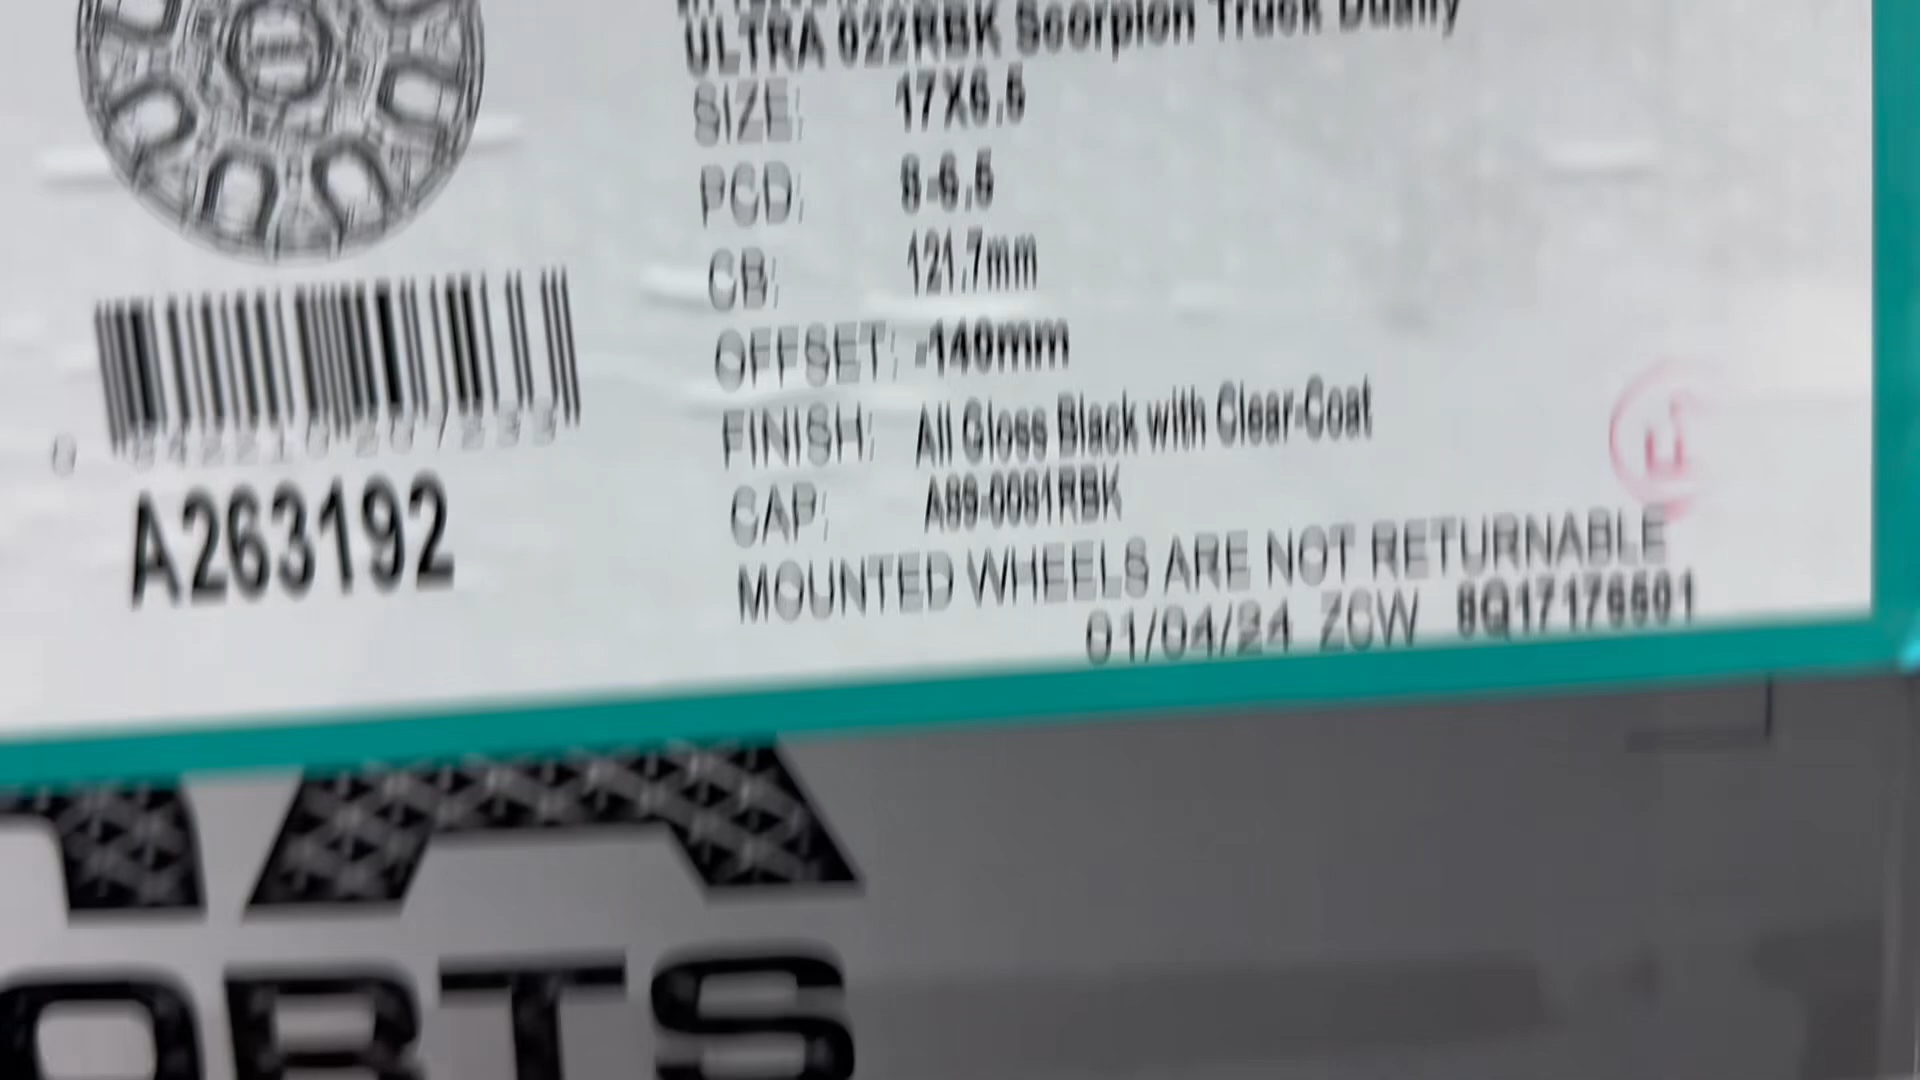 ULTRA 022RBK Scorpion Truck Dually
SIZE: 17X6.5
PCD: 8-6.5
CB: 121.7mm
OFFSET: -140mm
FINISH: All Gloss Black with Clear-Coat
CAP: A89-0081RBK
MOUNTED WHEELS ARE NOT RETURNABLE
01/04/24 ZCW
A263192
ORTS